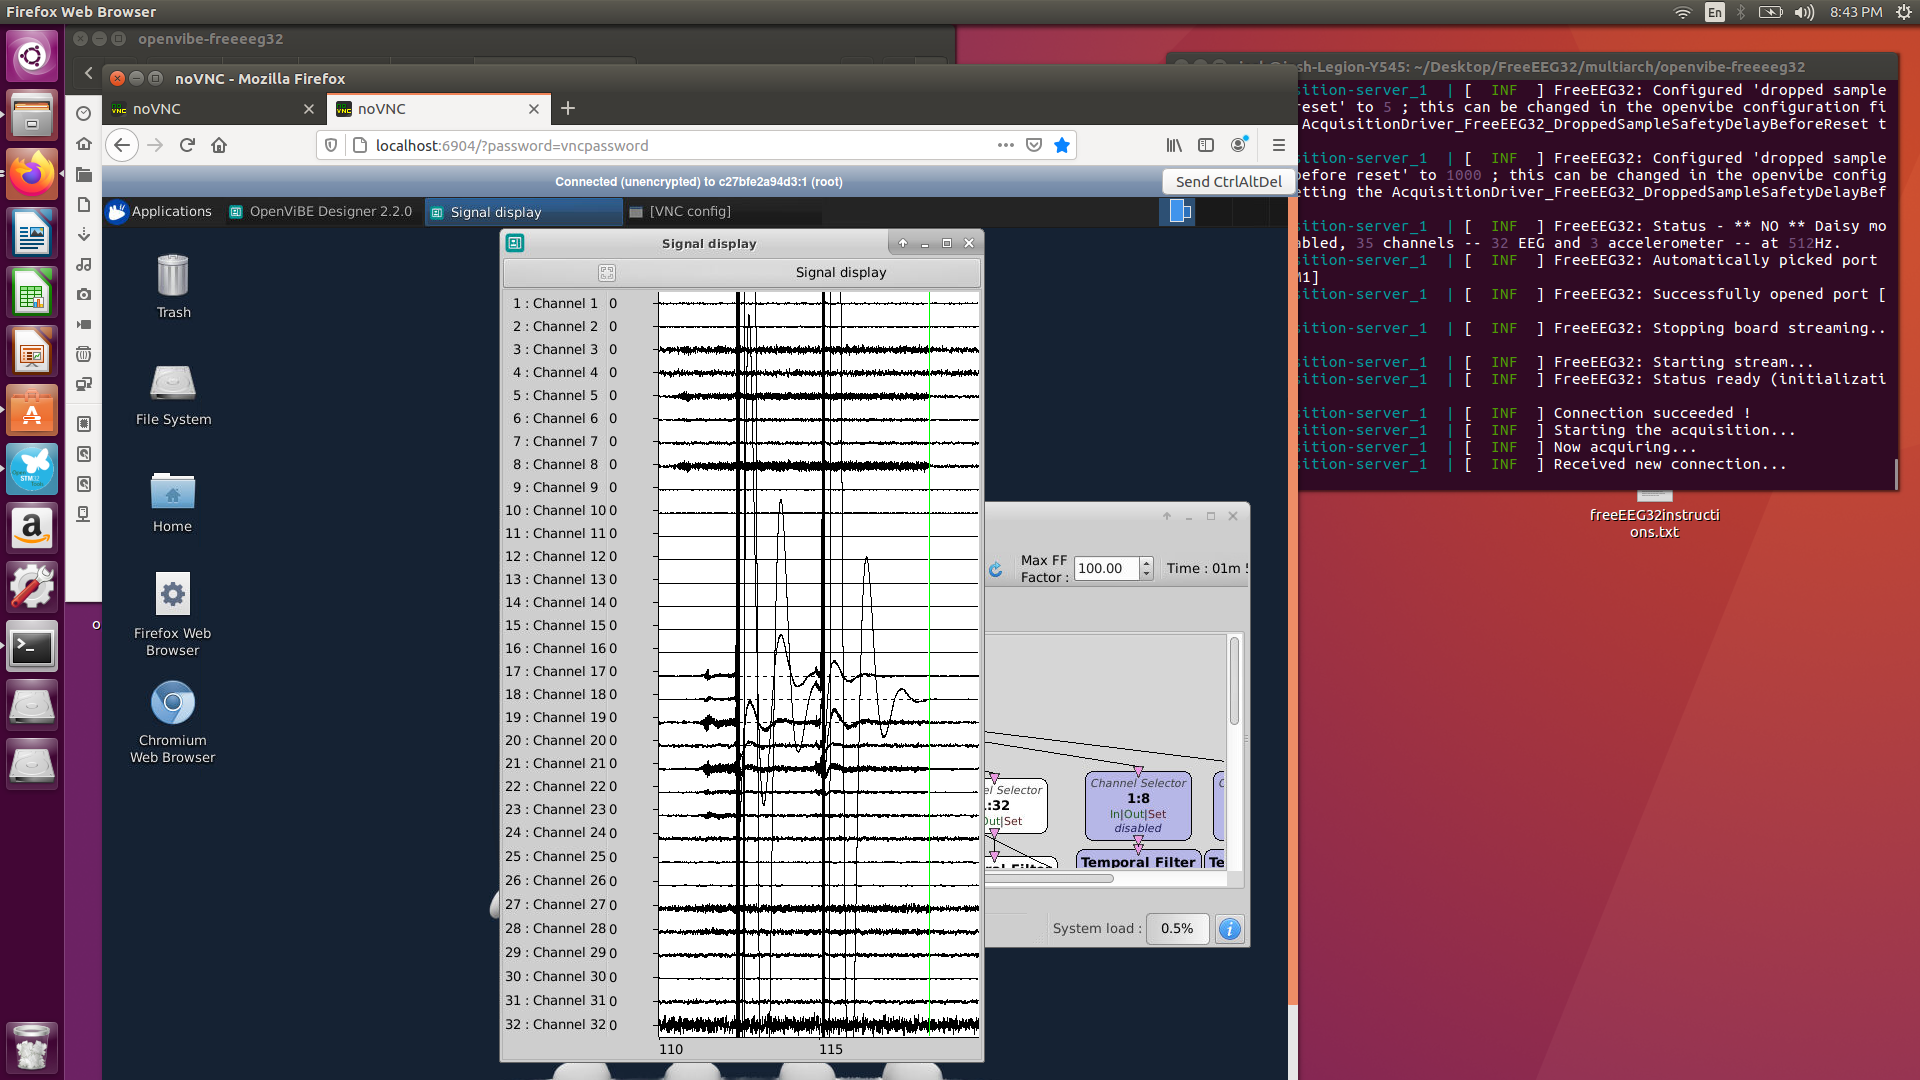 Firefox Web Browser
En
8:43 PM
openvibe-freeeeg32
noVNC - Mozilla Firefox
noVNC
noVNC
localhost:6904/?password=vncpassword
Connected (unencrypted) to c27bfe2a94d3:1 (root)
Send CtrlAltDel
Applications
OpenViBE Designer 2.2.0
Signal display
[VNC config]
Trash
File System
Home
Firefox Web
Browser
Chromium
Web Browser
Signal display
Signal display
1 : Channel 1 0
2 : Channel 2 0
3 : Channel 3 0
4 : Channel 4 0
5 : Channel 5 0
6 : Channel 6 0
7 : Channel 7 0
8 : Channel 8 0
9 : Channel 9 0
10 : Channel 10 0
11 : Channel 11 0
12 : Channel 12 0
13 : Channel 13 0
14 : Channel 14 0
15 : Channel 15 0
16 : Channel 16 0
17 : Channel 17 0
18 : Channel 18 0
19 : Channel 19 0
20 : Channel 20 0
21 : Channel 21 0
22 : Channel 22 0
23 : Channel 23 0
24 : Channel 24 0
25 : Channel 25 0
26 : Channel 26 0
27 : Channel 27 0
28 : Channel 28 0
29 : Channel 29 0
30 : Channel 30 0
31 : Channel 31 0
32 : Channel 32 0
110 115
Max FF
Factor :
100.00
Time : 01m
el Selector
:32
Out|Set
Channel Selector
1:8
In|Out|Set
disabled
Temporal Filter
Te
System load :
0.5%
sh-Legion-Y545: ~/Desktop/FreeEEG32/multiarch/openvibe-freeeeg32
sition-server_1 | [ INF ] FreeEEG32: Configured 'dropped sample
reset' to 5 ; this can be changed in the openvibe configuration fi
AcquisitionDriver_FreeEEG32_DroppedSampleSafetyDelayBeforeReset t
sition-server_1 | [ INF ] FreeEEG32: Configured 'dropped sample
before reset' to 1000 ; this can be changed in the openvibe config
etting the AcquisitionDriver_FreeEEG32_DroppedSampleSafetyDelayBef
sition-server_1 | [ INF ] FreeEEG32: Status - ** NO ** Daisy mo
abled, 35 channels -- 32 EEG and 3 accelerometer -- at 512Hz.
sition-server_1 | [ INF ] FreeEEG32: Automatically picked port
M1]
sition-server_1 | [ INF ] FreeEEG32: Successfully opened port [
sition-server_1 | [ INF ] FreeEEG32: Stopping board streaming..
sition-server_1 | [ INF ] FreeEEG32: Starting stream...
sition-server_1 | [ INF ] FreeEEG32: Status ready (initializati
sition-server_1 | [ INF ] Connection succeeded !
sition-server_1 | [ INF ] Starting the acquisition...
sition-server_1 | [ INF ] Now acquiring...
sition-server_1 | [ INF ] Received new connection...
freeEEG32instructi
ons.txt